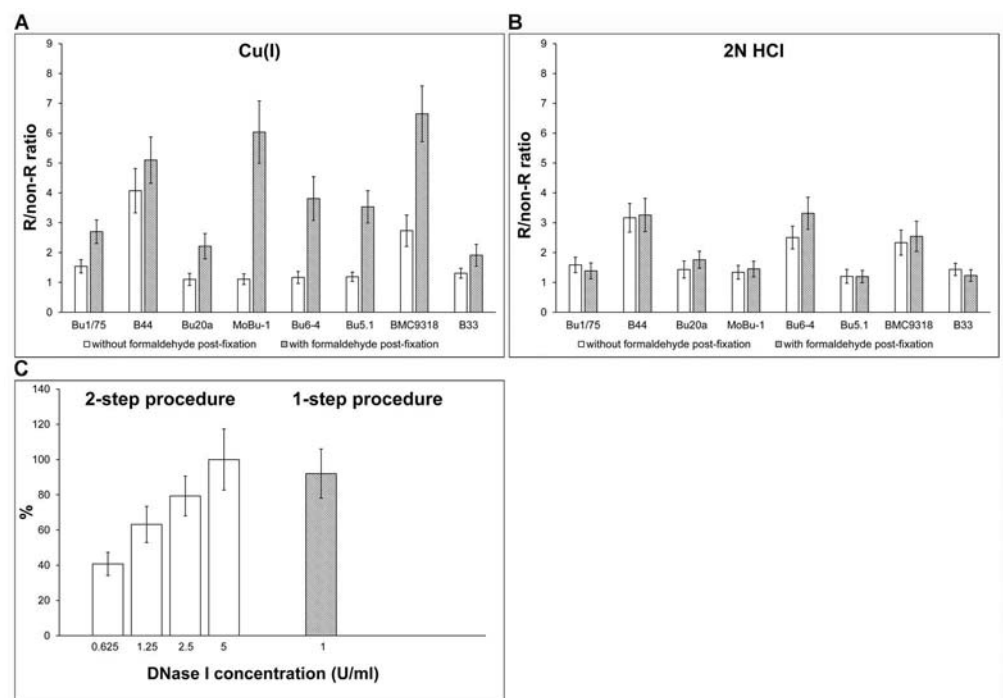 A
Cu(I)
R/non-R ratio
9
8
7
6
5
4
3
2
1
0
Bu1/75 B44 Bu20a MoBu-1 Bu6-4 Bu5.1 BMC9318 B33
without formaldehyde post-fixation with formaldehyde post-fixation
B
2N HCl
R/non-R ratio
9
8
7
6
5
4
3
2
1
0
Bu1/75 B44 Bu20a MoBu-1 Bu6-4 Bu5.1 BMC9318 B33
without formaldehyde post-fixation with formaldehyde post-fixation
C
2-step procedure 1-step procedure
%
140
120
100
80
60
40
20
0
0.625 1.25 2.5 5 1
DNase I concentration (U/ml)